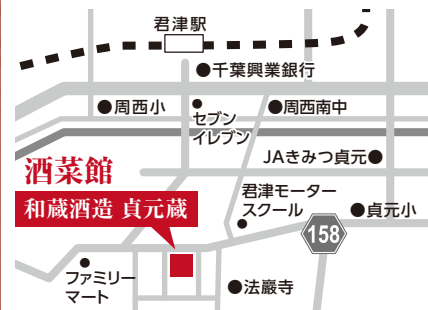 君津駅
●千葉興業銀行
●周西小
セブン
イレブン
●周西南中
JAきみつ貞元●
酒菜館
和蔵酒造 貞元蔵
君津モーター
スクール
●貞元小
158
ファミリー
マート
●法巖寺